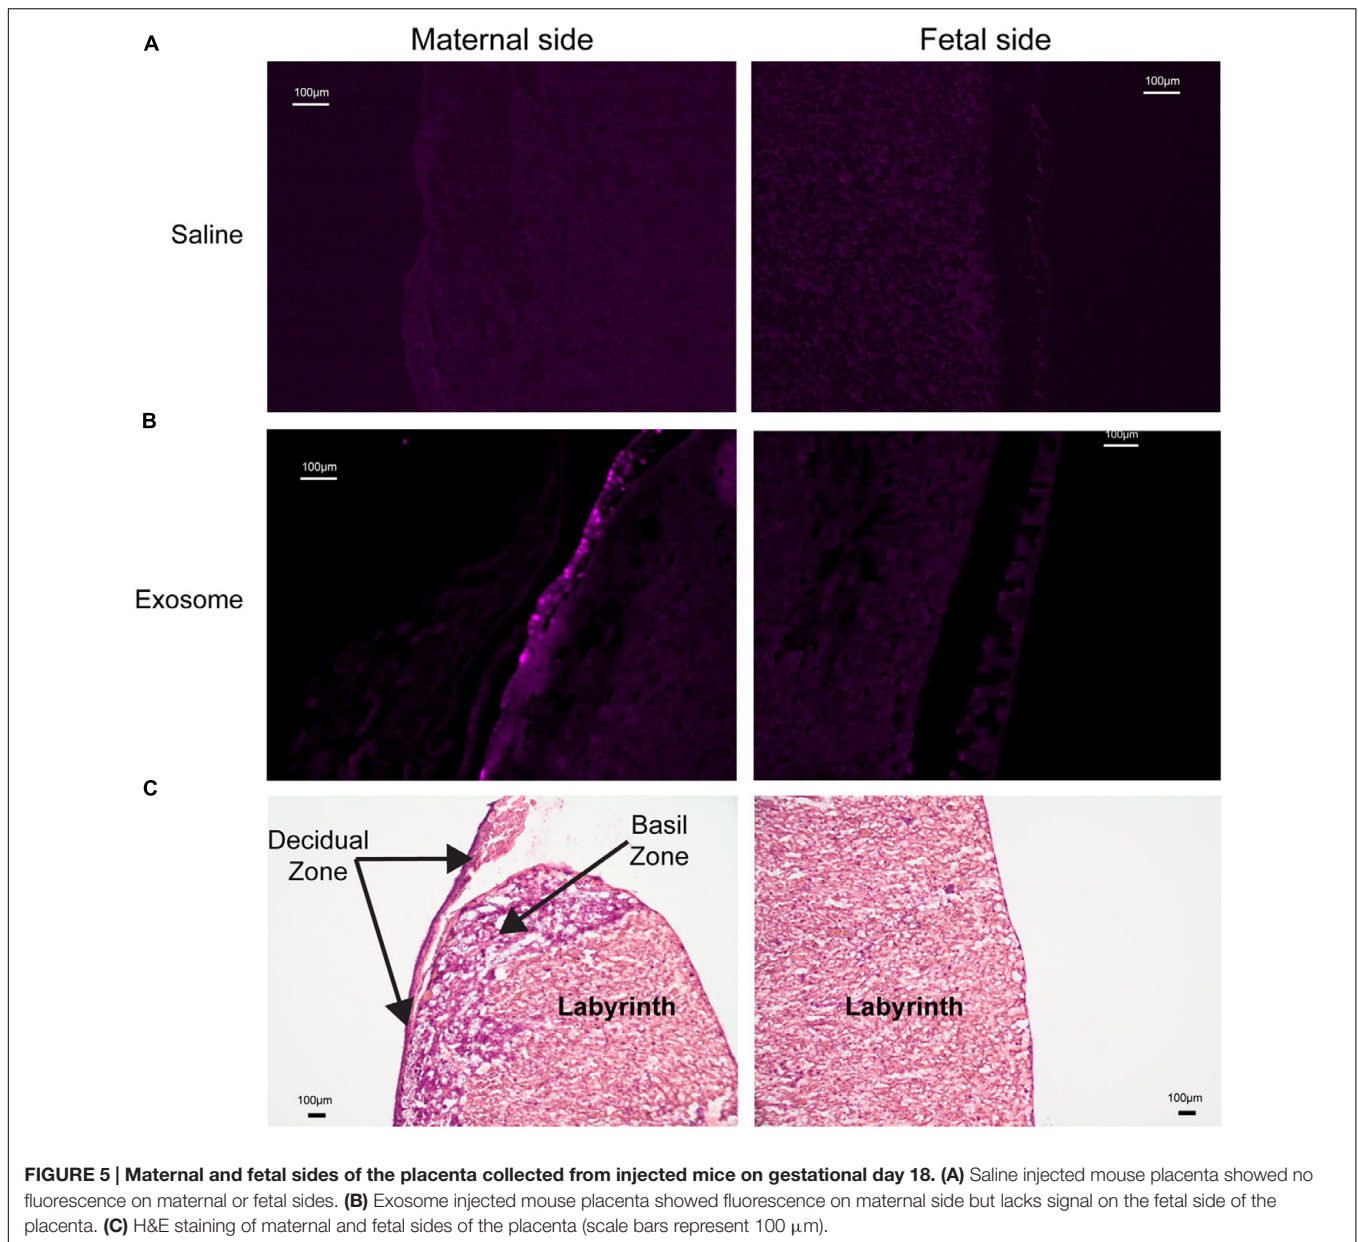 A
Maternal side
Fetal side
100µm
100µm
Saline
B
100µm
100µm
Exosome
C
Decidual
Zone
Basil
Zone
Labyrinth
Labyrinth
100µm
100µm
FIGURE 5 | Maternal and fetal sides of the placenta collected from injected mice on gestational day 18. (A) Saline injected mouse placenta showed no
fluorescence on maternal or fetal sides. (B) Exosome injected mouse placenta showed fluorescence on maternal side but lacks signal on the fetal side of the
placenta. (C) H&E staining of maternal and fetal sides of the placenta (scale bars represent 100 µm).